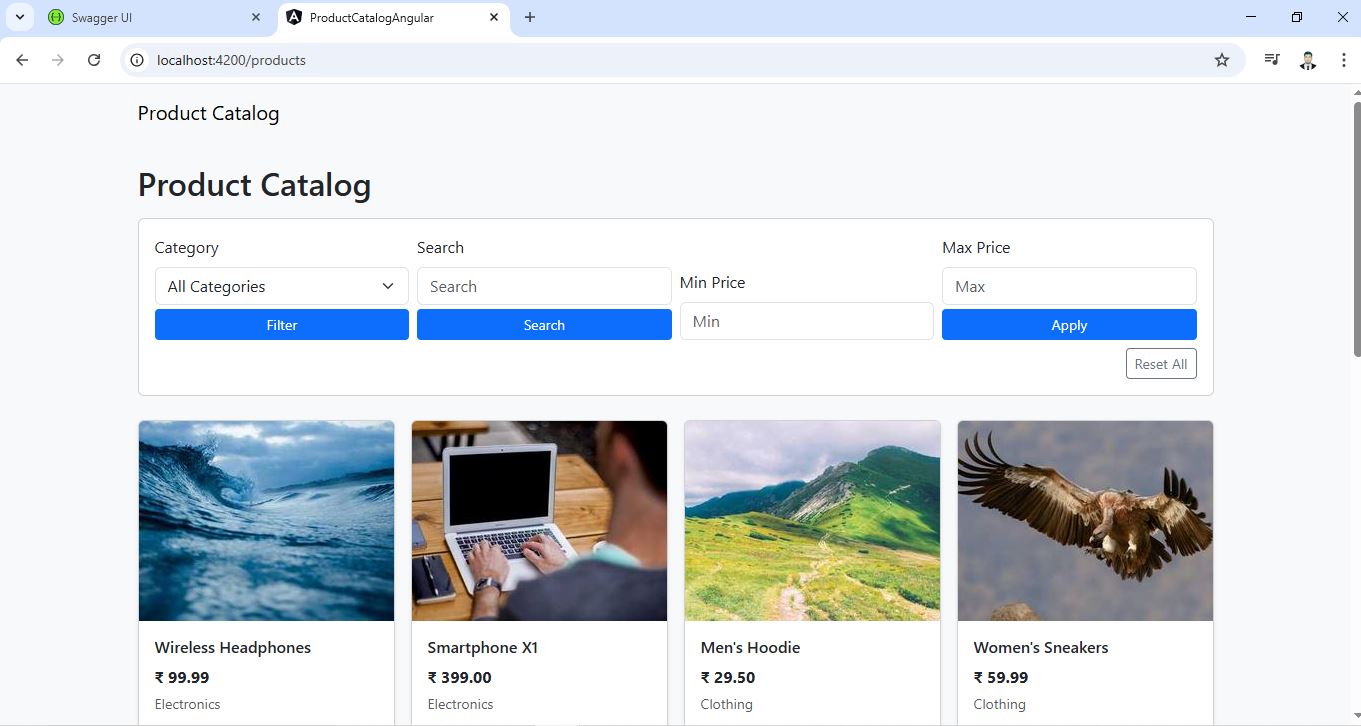 Swagger UI
ProductCatalogAngular
localhost:4200/products
Product Catalog
Product Catalog
Category
Search
Min Price
Max Price
All Categories
Search
Min
Max
Filter
Search
Apply
Reset All
Wireless Headphones
₹ 99.99
Electronics
Smartphone X1
₹ 399.00
Electronics
Men's Hoodie
₹ 29.50
Clothing
Women's Sneakers
₹ 59.99
Clothing